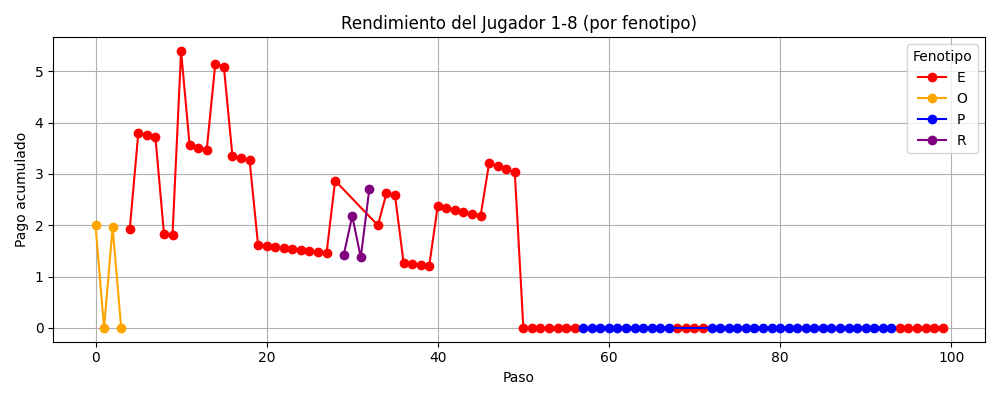 Rendimiento del Jugador 1-8 (por fenotipo)
Pago acumulado
5
4
3
2
1
0
Fenotipo
E
O
P
R
0 20 40 60 80 100
Paso